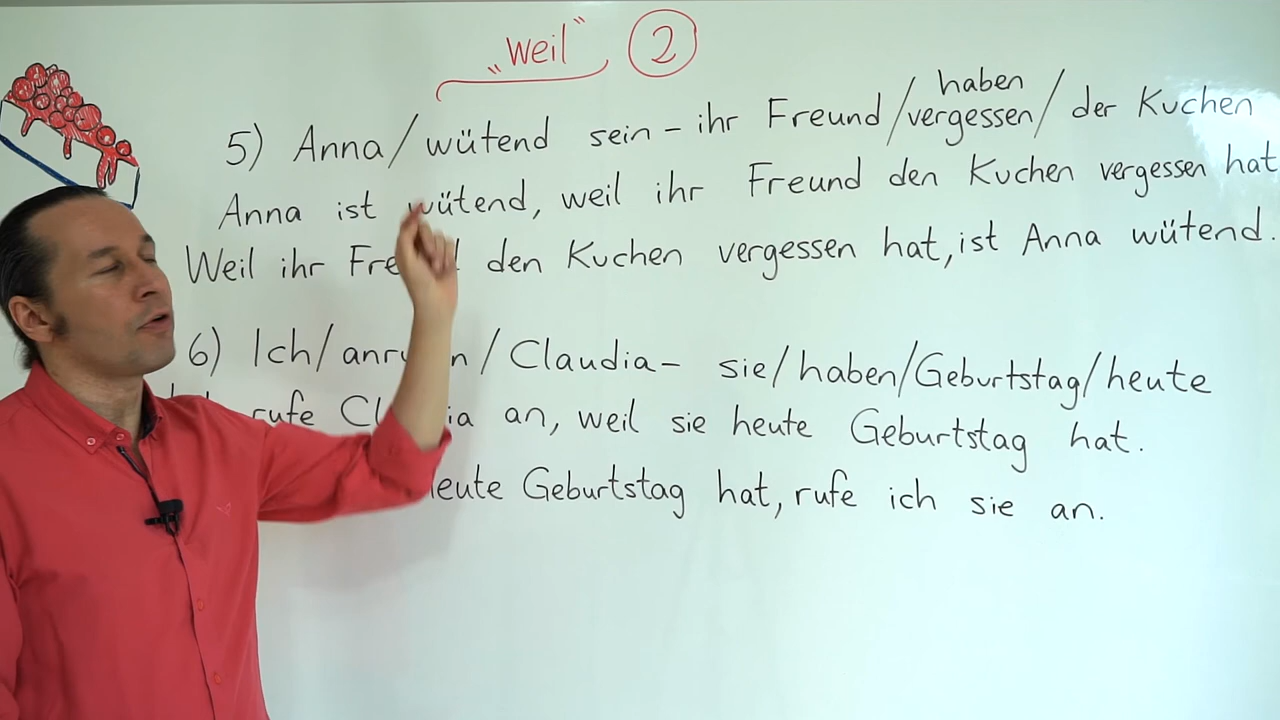 „weil“ 2
haben
5) Anna/wütend sein – ihr Freund/vergessen/der Kuchen
Anna ist wütend, weil ihr Freund den Kuchen vergessen hat
Weil ihr den Kuchen vergessen hat, ist Anna wütend.
6) Ich/ /Claudia – sie/haben/Geburtstag/heute
rufe an, weil sie heute Geburtstag hat.
Geburtstag hat, rufe ich sie an.